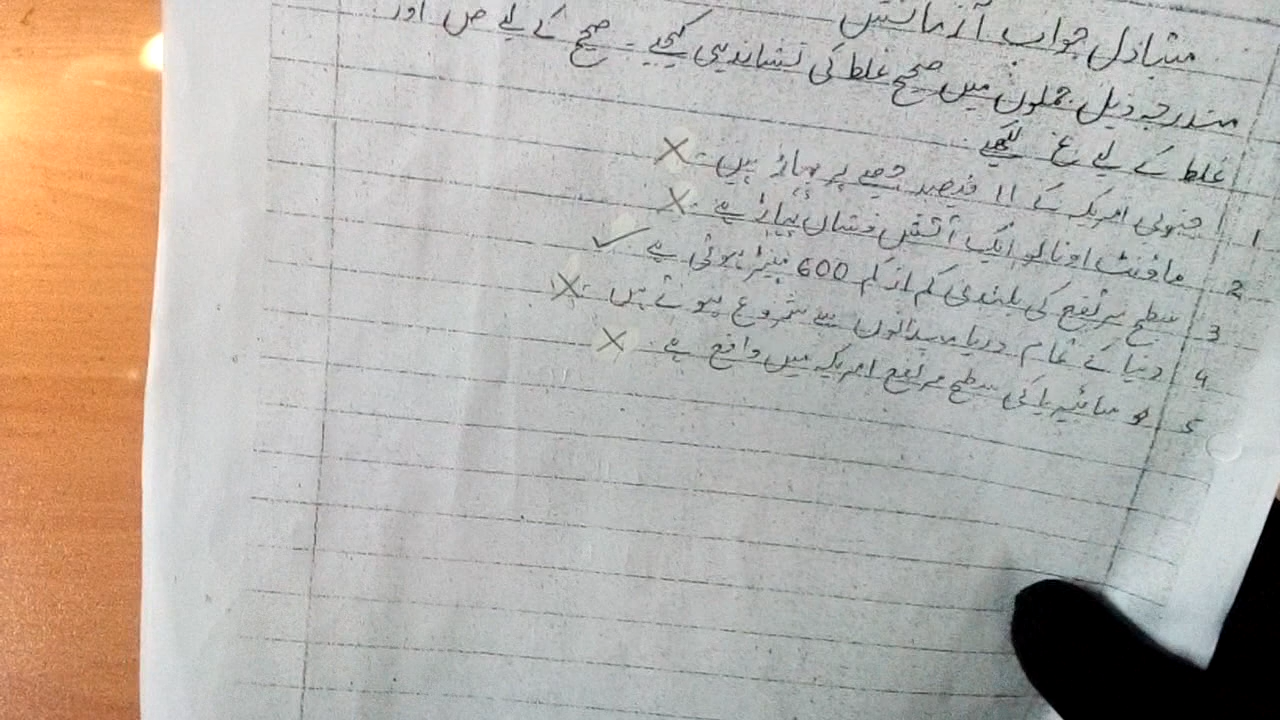 متبادل جواب آزمائش
مندرجہ ذیل جملوں میں صحیح غلط کی نشاندہی کیجیے ۔ صحیح کے لیے ص اور
غلط کے لیے غ لکھیے
1 جنوبی امریکہ کے 11 فیصد حصے پر پہاڑ ہیں ۔ ×
2 ماؤنٹ اونالو ایک آتش فشاں پہاڑ ہے ۔ ×
3 سطح مرتفع کی بلندی کم از کم 600 میٹر ہوتی ہے ✓
4 دنیا کے تمام دریا میدانوں سے شروع ہوتے ہیں ۔ ×
5 سائبیریا کی سطح مرتفع امریکہ میں واقع ہے ۔ ×